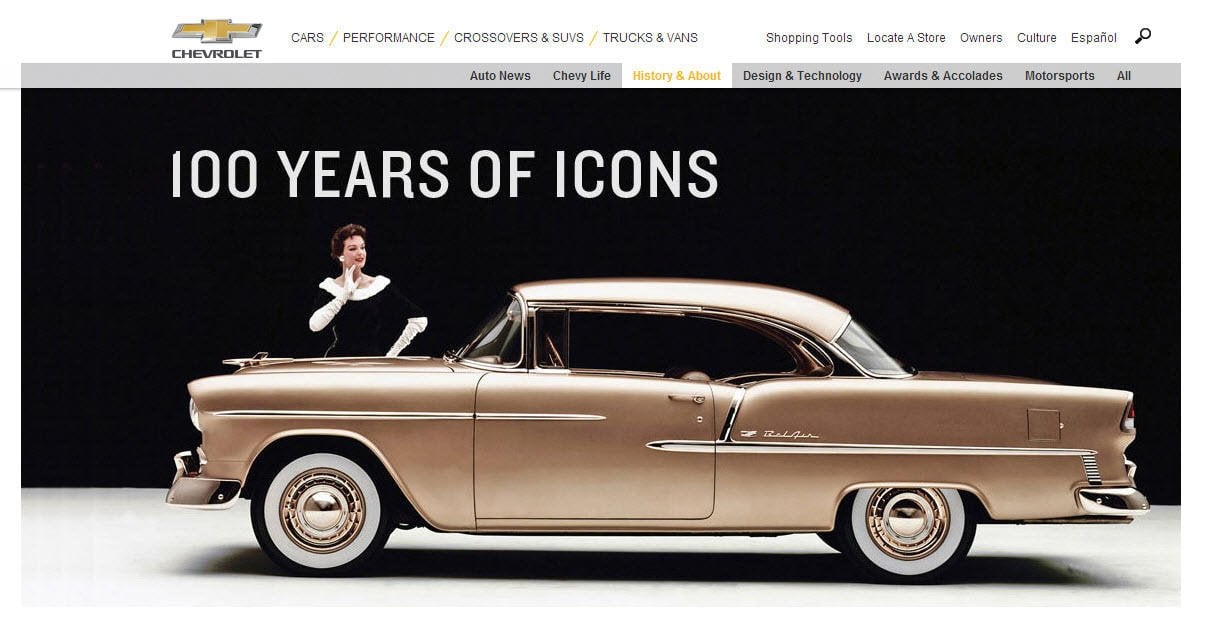 CHEVROLET
CARS / PERFORMANCE / CROSSOVERS & SUVS / TRUCKS & VANS
Shopping Tools Locate A Store Owners Culture Español
Auto News Chevy Life History & About Design & Technology Awards & Accolades Motorsports All
100 YEARS OF ICONS
Bel Air